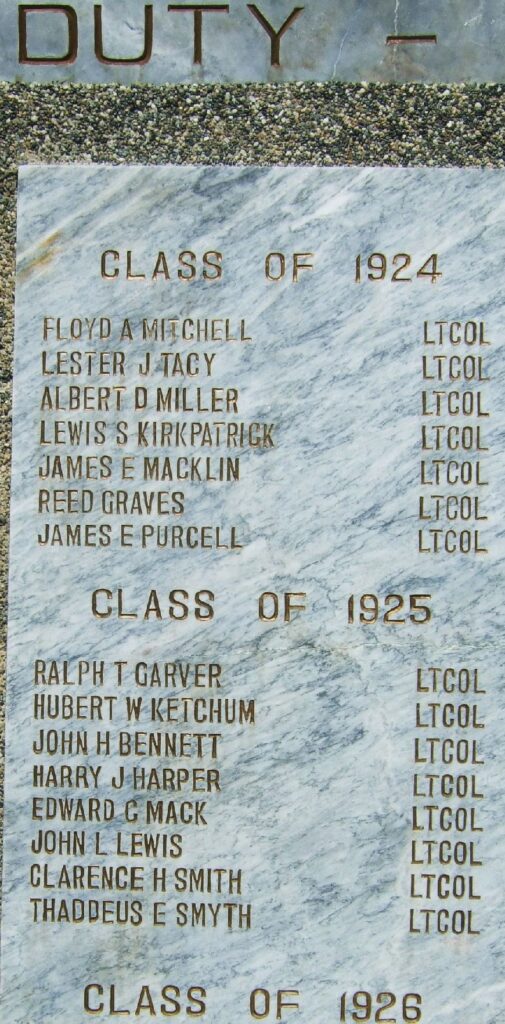 DUTY –
CLASS OF 1924
FLOYD A MITCHELL LTCOL
LESTER J TACY LTCOL
ALBERT D MILLER LTCOL
LEWIS S KIRKPATRICK LTCOL
JAMES E MACKLIN LTCOL
REED GRAVES LTCOL
JAMES E PURCELL LTCOL
CLASS OF 1925
RALPH T GARVER LTCOL
HUBERT W KETCHUM LTCOL
JOHN H BENNETT LTCOL
HARRY J HARPER LTCOL
EDWARD C MACK LTCOL
JOHN L LEWIS LTCOL
CLARENCE H SMITH LTCOL
THADDEUS E SMYTH LTCOL
CLASS OF 1926